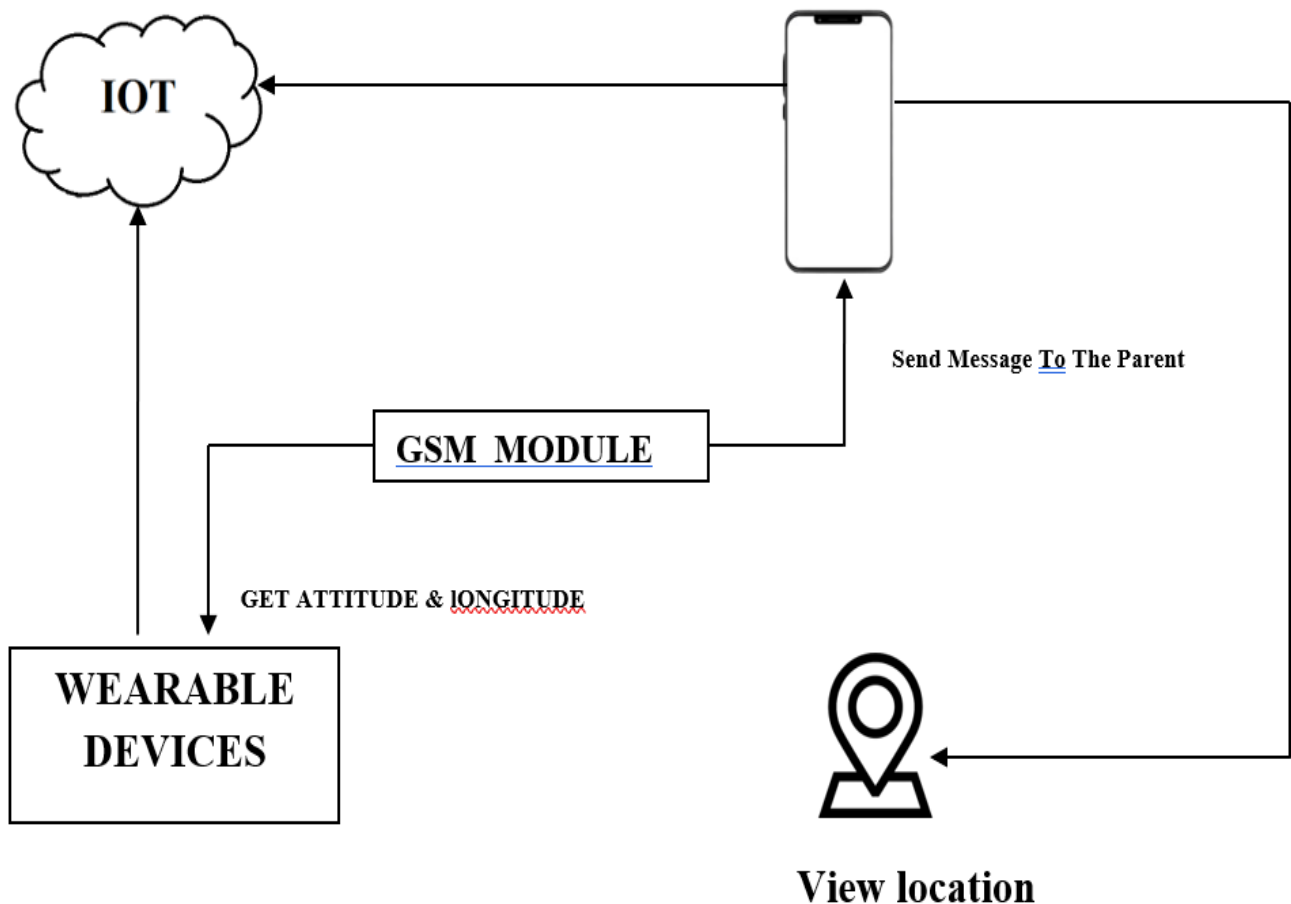 IOT
Send Message To The Parent
GSM MODULE
GET ATTITUDE & lONGITUDE
WEARABLE
DEVICES
View location